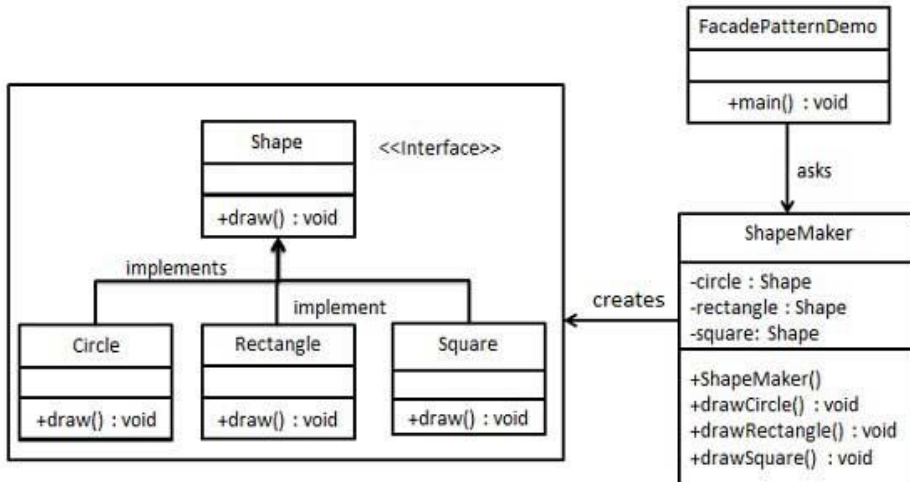 FacadePatternDemo
+main() : void
asks
Shape
<<Interface>>
+draw() : void
implements
implement
Circle
+draw() : void
Rectangle
+draw() : void
Square
+draw() : void
creates
ShapeMaker
-circle : Shape
-rectangle : Shape
-square: Shape
+ShapeMaker()
+drawCircle() : void
+drawRectangle() : void
+drawSquare() : void